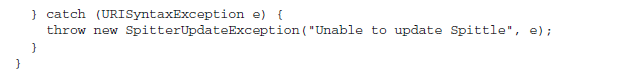 } catch (URISyntaxException e) {
throw new SpitterUpdateException("Unable to update Spittle", e);
}
}